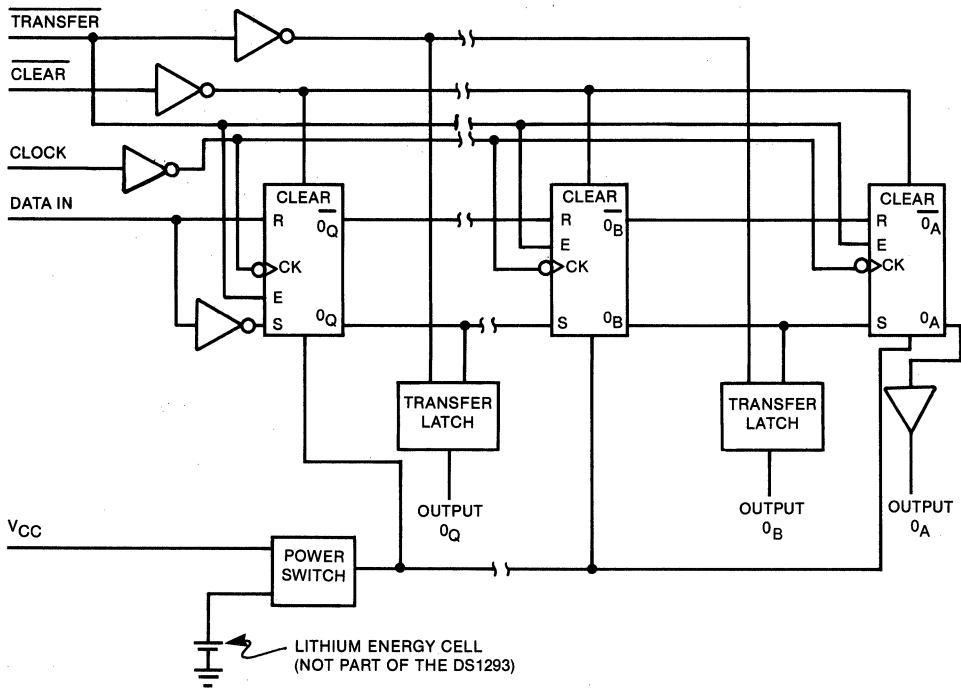 TRANSFER
CLEAR
CLOCK
DATA IN
CLEAR
R 0Q
CK
E
S 0Q
CLEAR
R 0B
E
CK
S 0B
CLEAR
R 0A
E
CK
S 0A
TRANSFER
LATCH
TRANSFER
LATCH
OUTPUT
0Q
OUTPUT
0B
OUTPUT
0A
VCC
POWER
SWITCH
LITHIUM ENERGY CELL
(NOT PART OF THE DS1293)